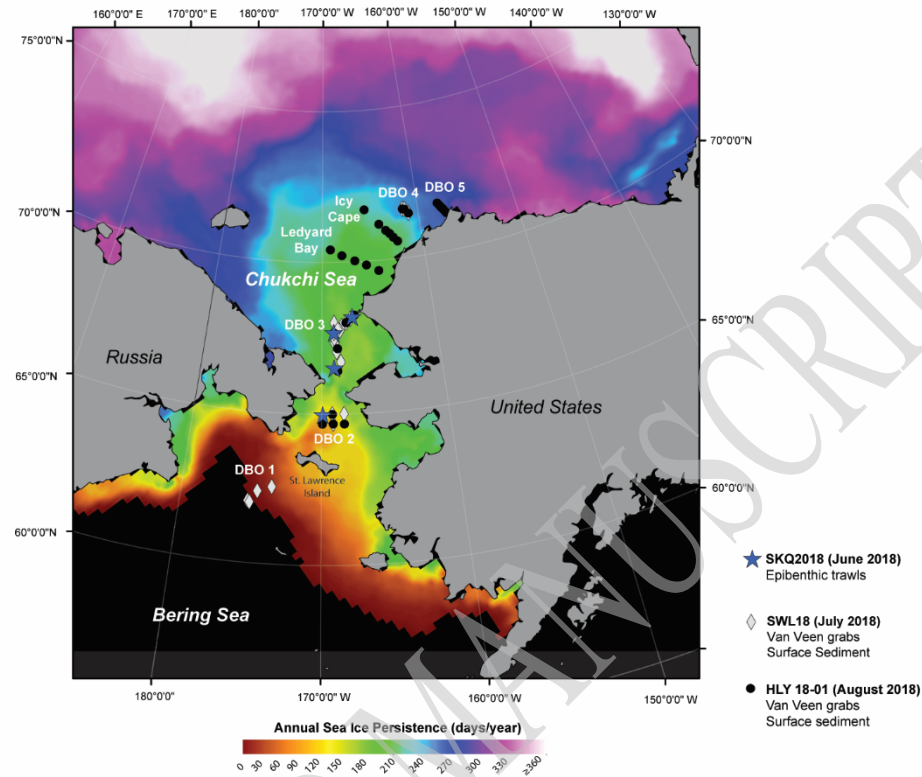 160°0'0"E
170°0'0"E
180°0'0"
170°0'0"W
160°0'0"W
150°0'0"W
140°0'0"W
130°0'0"W
75°0'0"N
70°0'0"N
70°0'0"N
DBO 5
DBO 4
Icy
Cape
Ledyard
Bay
Chukchi Sea
65°0'0"N
DBO 3
Russia
65°0'0"N
United States
DBO 2
DBO 1
St. Lawrence
Island
60°0'0"N
60°0'0"N
Bering Sea
SKQ2018 (June 2018)
Epibenthic trawls
SWL18 (July 2018)
Van Veen grabs
Surface Sediment
HLY 18-01 (August 2018)
Van Veen grabs
Surface sediment
180°0'0"
170°0'0"W
160°0'0"W
150°0'0"W
Annual Sea Ice Persistence (days/year)
0 30 60 90 120 150 180 210 240 270 300 330 ≥360
MANUSCRIPT